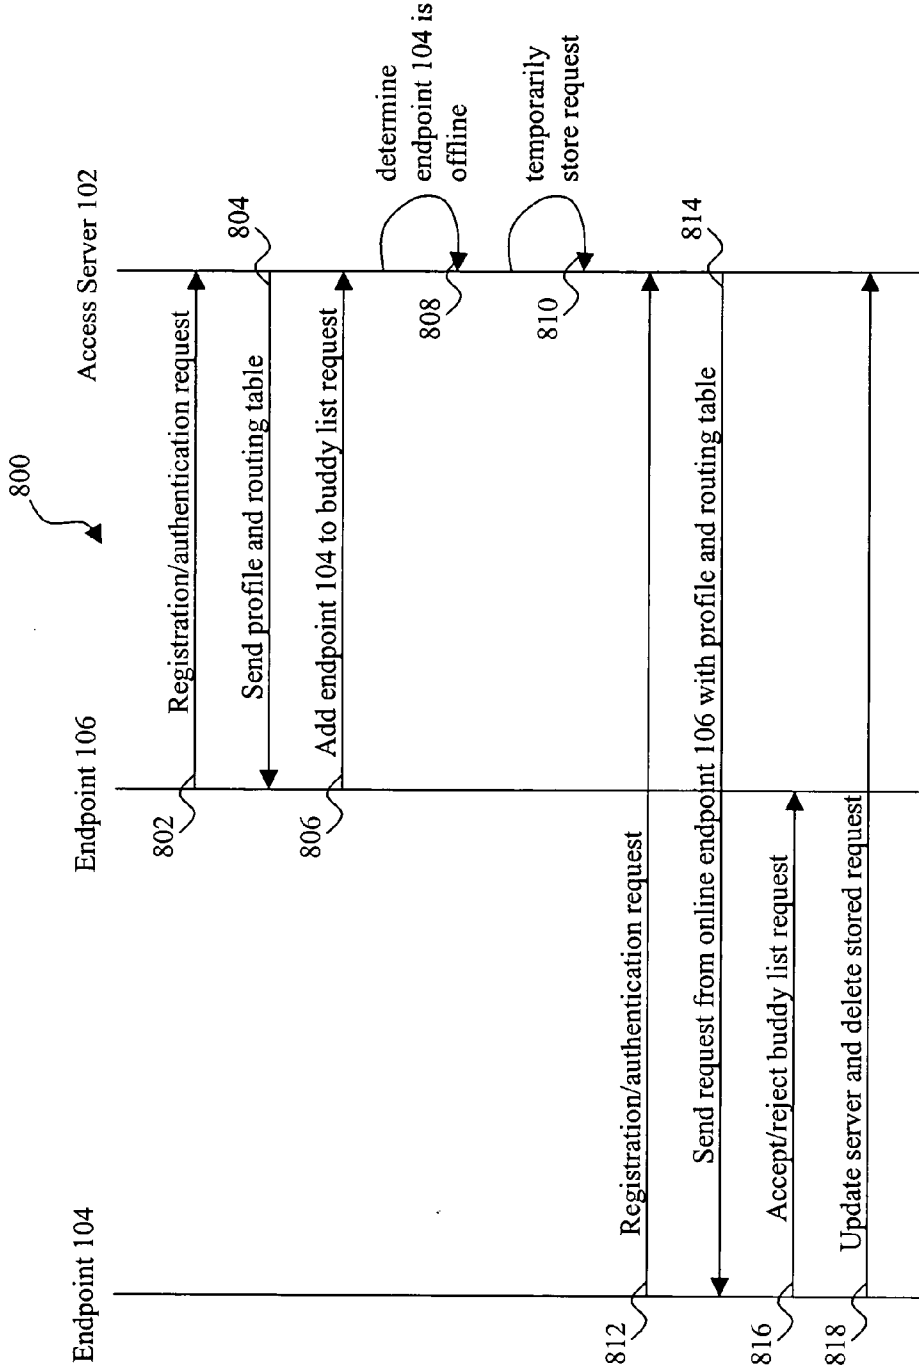 800
Endpoint 104
Endpoint 106
Access Server 102
802
Registration/authentication request
Send profile and routing table
804
806
Add endpoint 104 to buddy list request
determine
endpoint 104 is
offline
808
temporarily
store request
810
812
Registration/authentication request
Send request from online endpoint 106 with profile and routing table
814
816
Accept/reject buddy list request
818
Update server and delete stored request